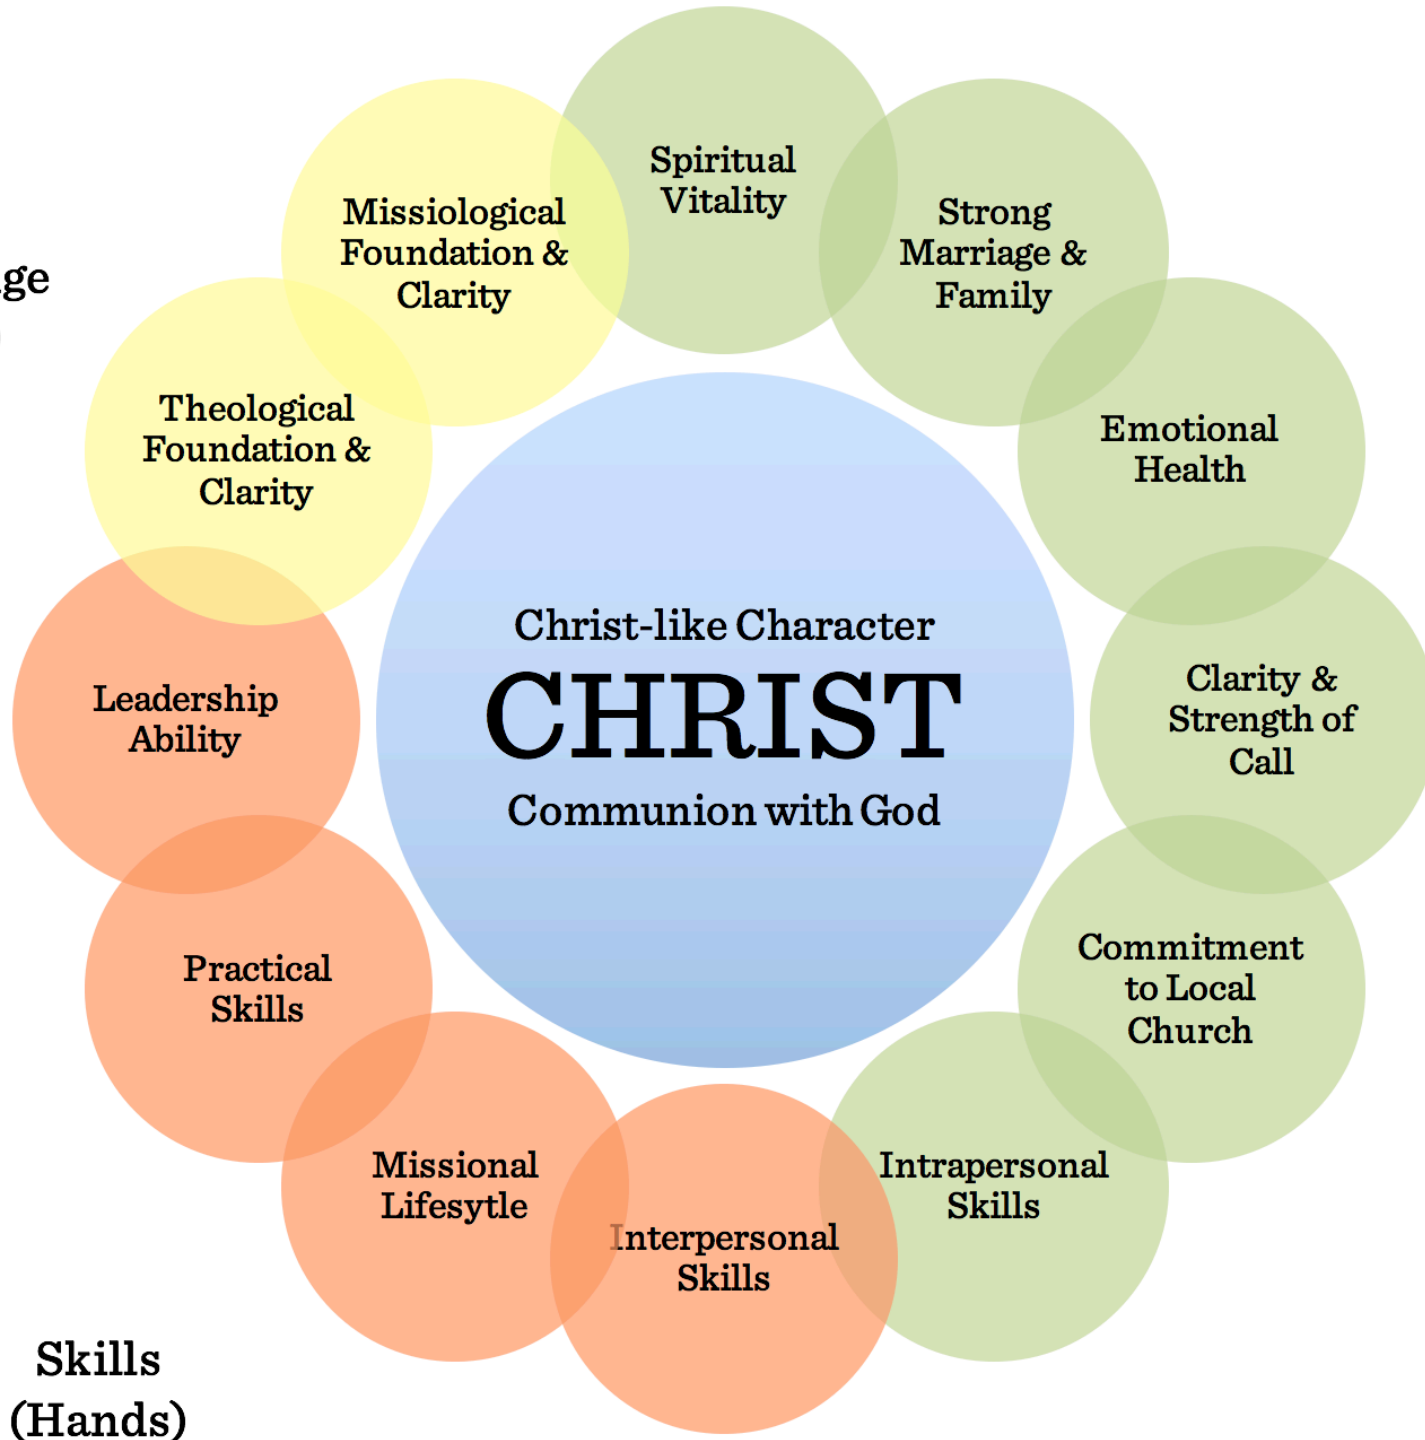 Spiritual
Vitality
Strong
Marriage &
Family
Emotional
Health
Clarity &
Strength of
Call
Commitment
to Local
Church
Intrapersonal
Skills
Interpersonal
Skills
Missional
Lifesytle
Practical
Skills
Leadership
Ability
Theological
Foundation &
Clarity
Missiological
Foundation &
Clarity
Christ-like Character
CHRIST
Communion with God
Skills
(Hands)